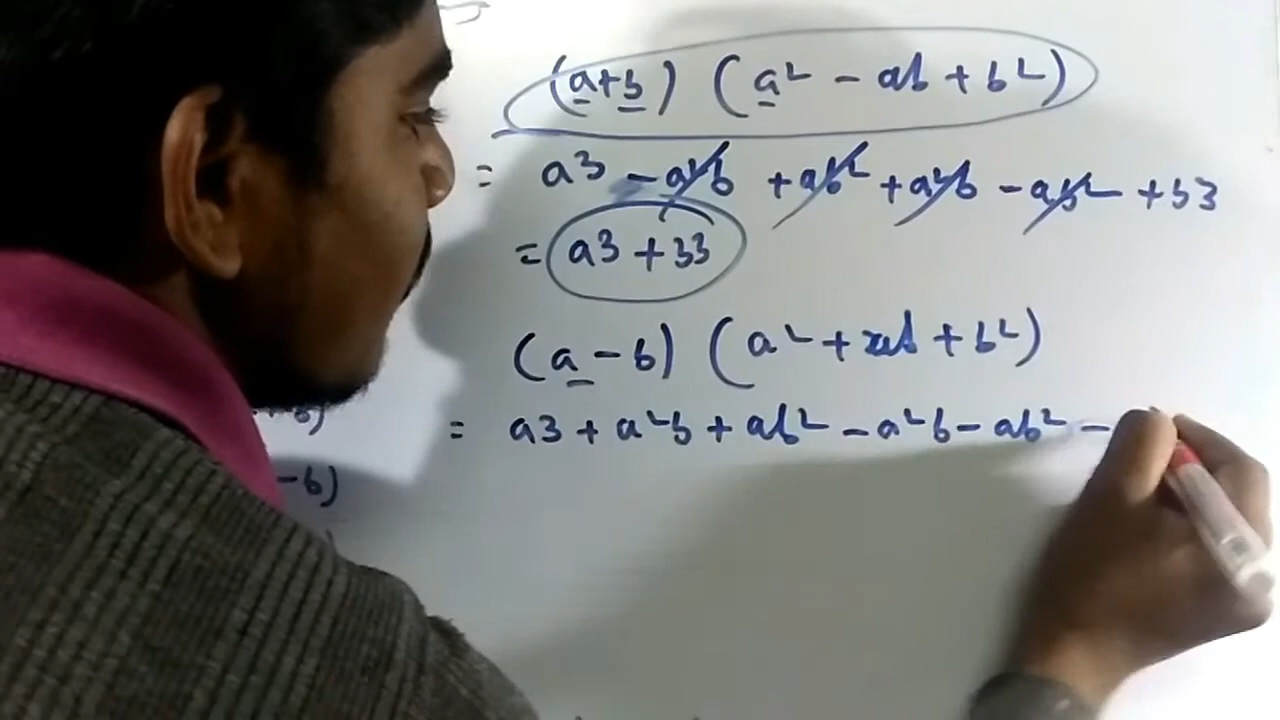 (a+b) (a² - ab + b²)
= a3 - a²b + ab² + a²b - ab² + b3
= a3 + b3
(a - b) (a² + ab + b²)
= a3 + a²b + ab² - a²b - ab² -
+b)
-b)